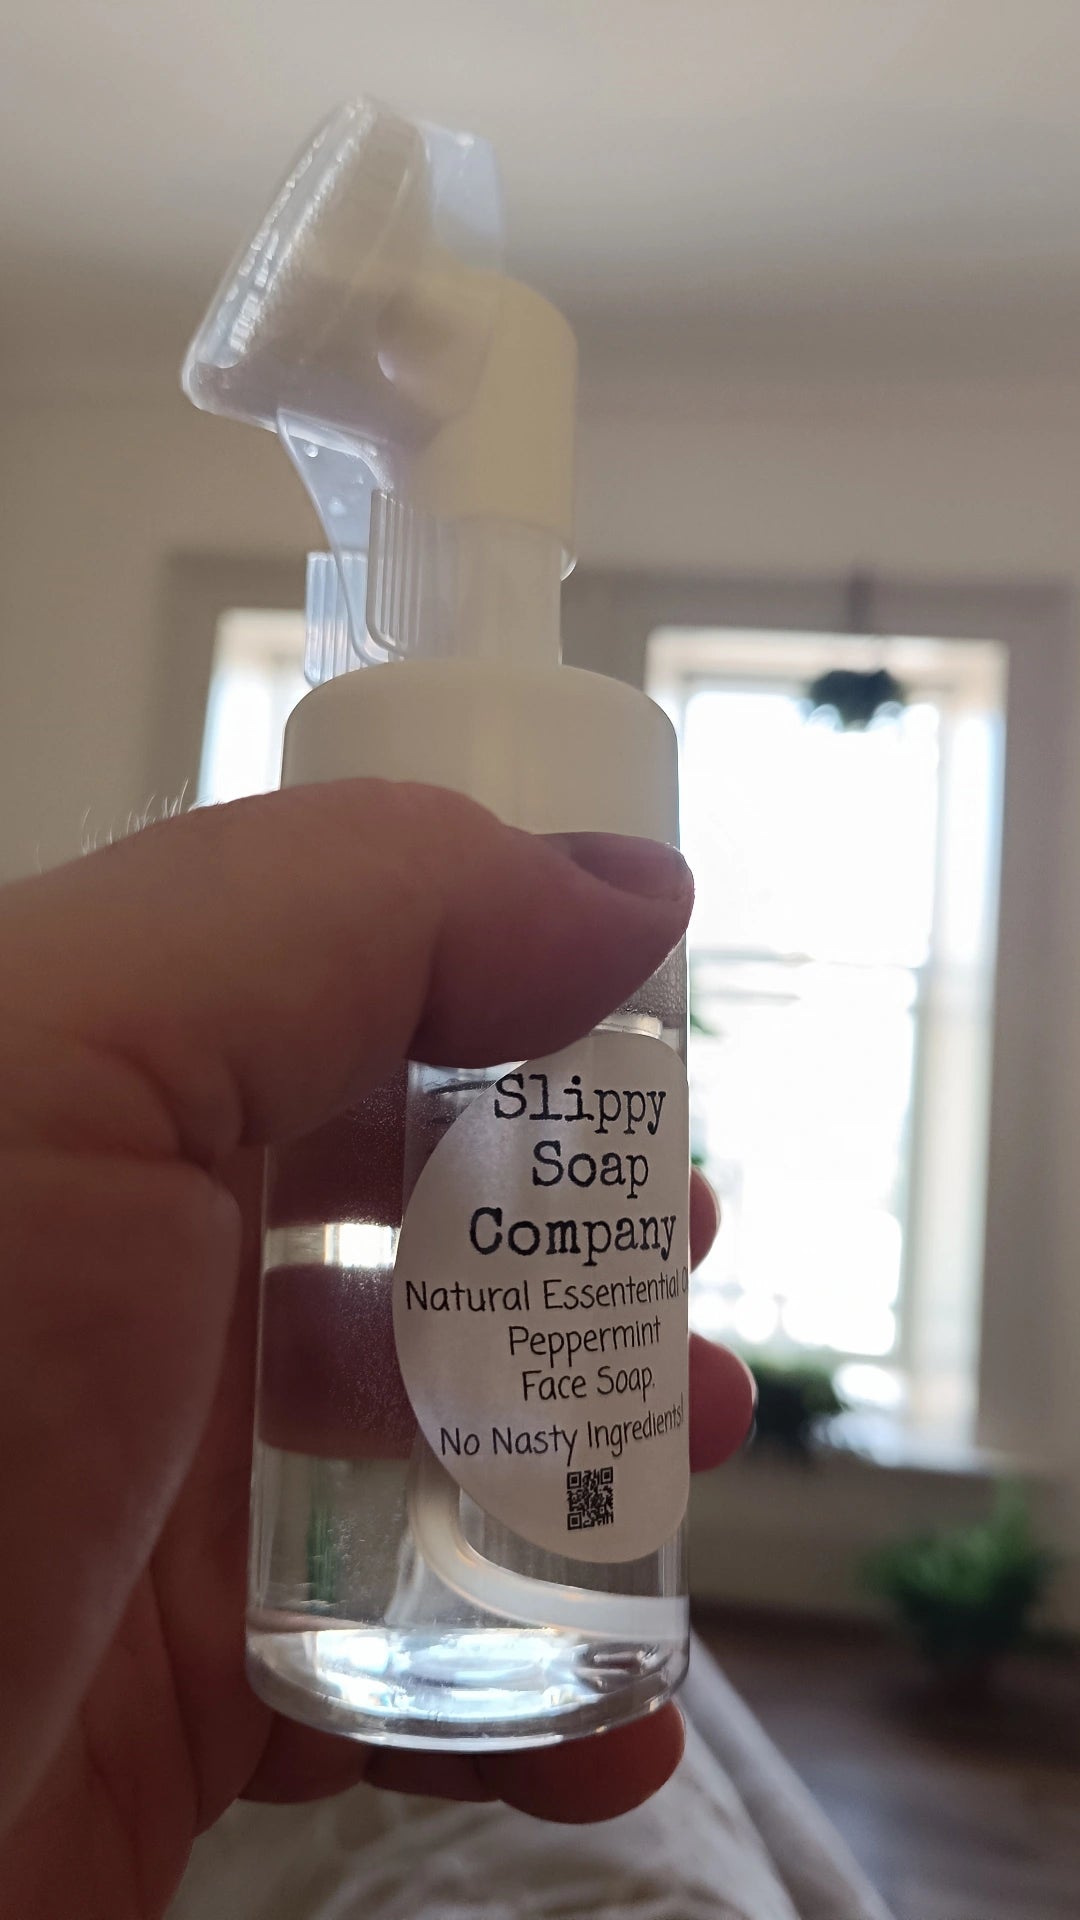 Slippy
Soap
Company
Natural Essentential
Peppermint
Face Soap.
No Nasty Ingredients!